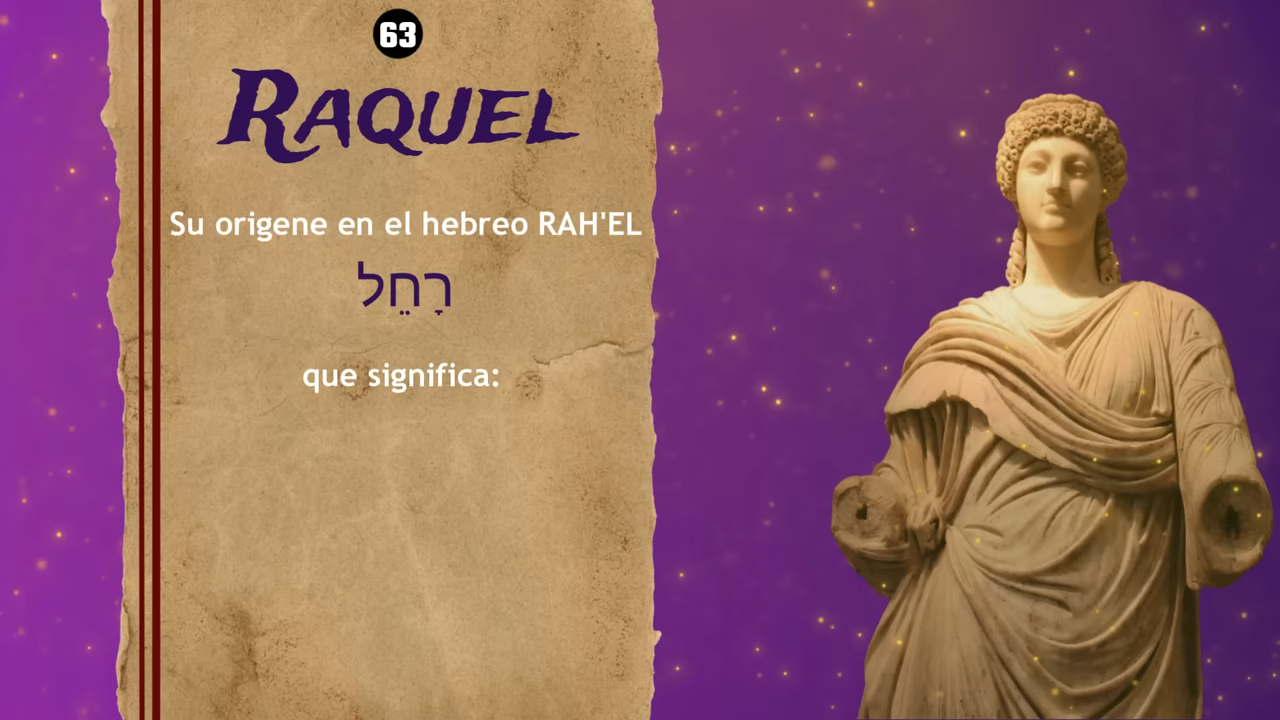 63
RAQUEL
Su origene en el hebreo RAH'EL
רָחֵל
que significa: